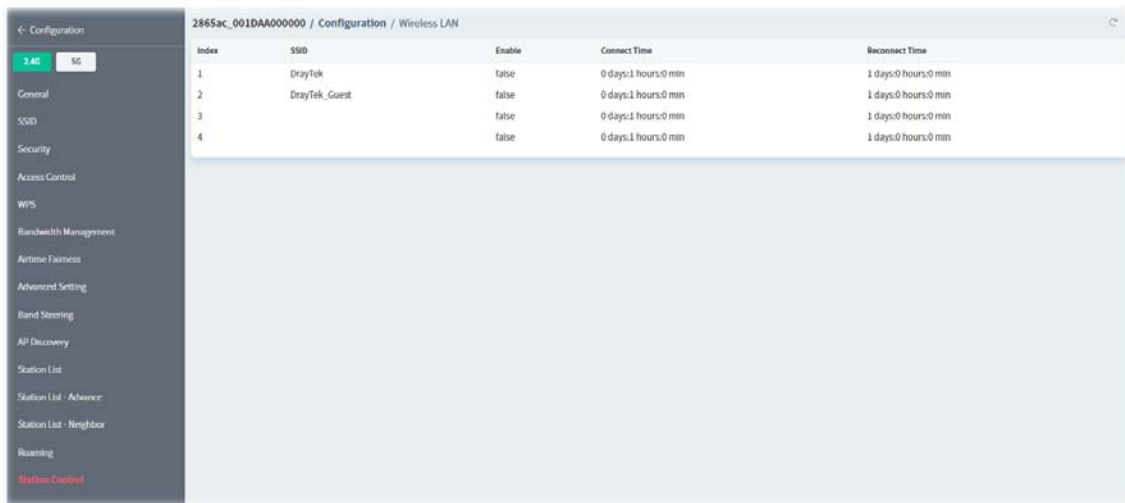 ← Configuration
2.4G 5G
General
SSID
Security
Access Control
WPS
Bandwidth Management
Airtime Fairness
Advanced Setting
Band Steering
AP Discovery
Station List
Station List - Advance
Station List - Neighbor
Roaming
Station Control
2865ac_001DAA000000 / Configuration / Wireless LAN
Index SSID Enable Connect Time Reconnect Time
1 DrayTek false 0 days:1 hours:0 min 1 days:0 hours:0 min
2 DrayTek_Guest false 0 days:1 hours:0 min 1 days:0 hours:0 min
3 false 0 days:1 hours:0 min 1 days:0 hours:0 min
4 false 0 days:1 hours:0 min 1 days:0 hours:0 min